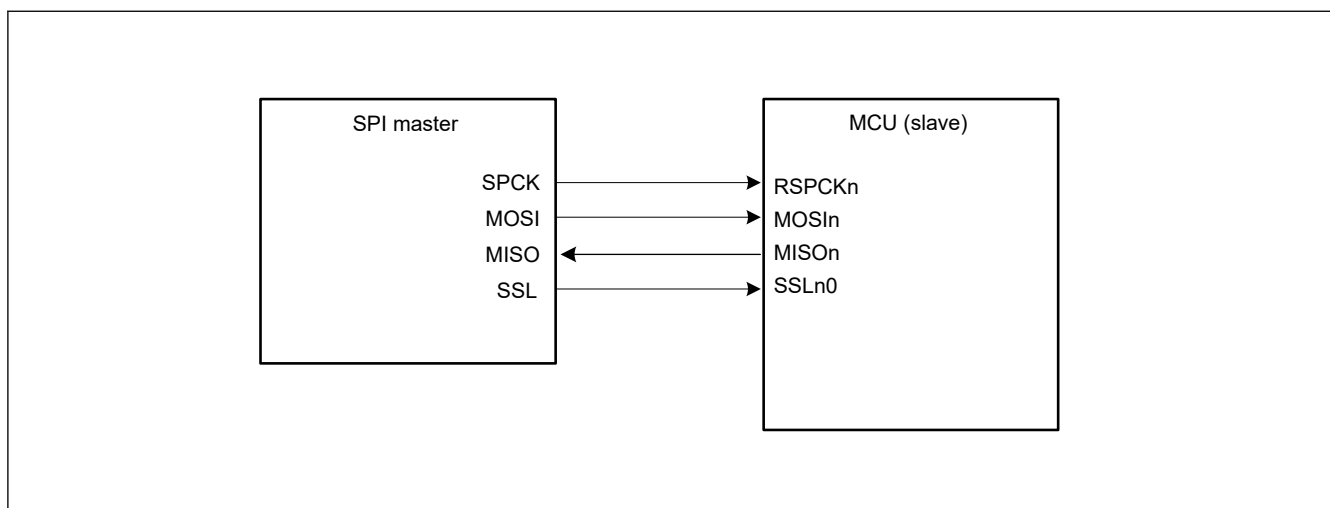 SPI master
SPCK
MOSI
MISO
SSL
MCU (slave)
RSPCKn
MOSIn
MISOn
SSLn0